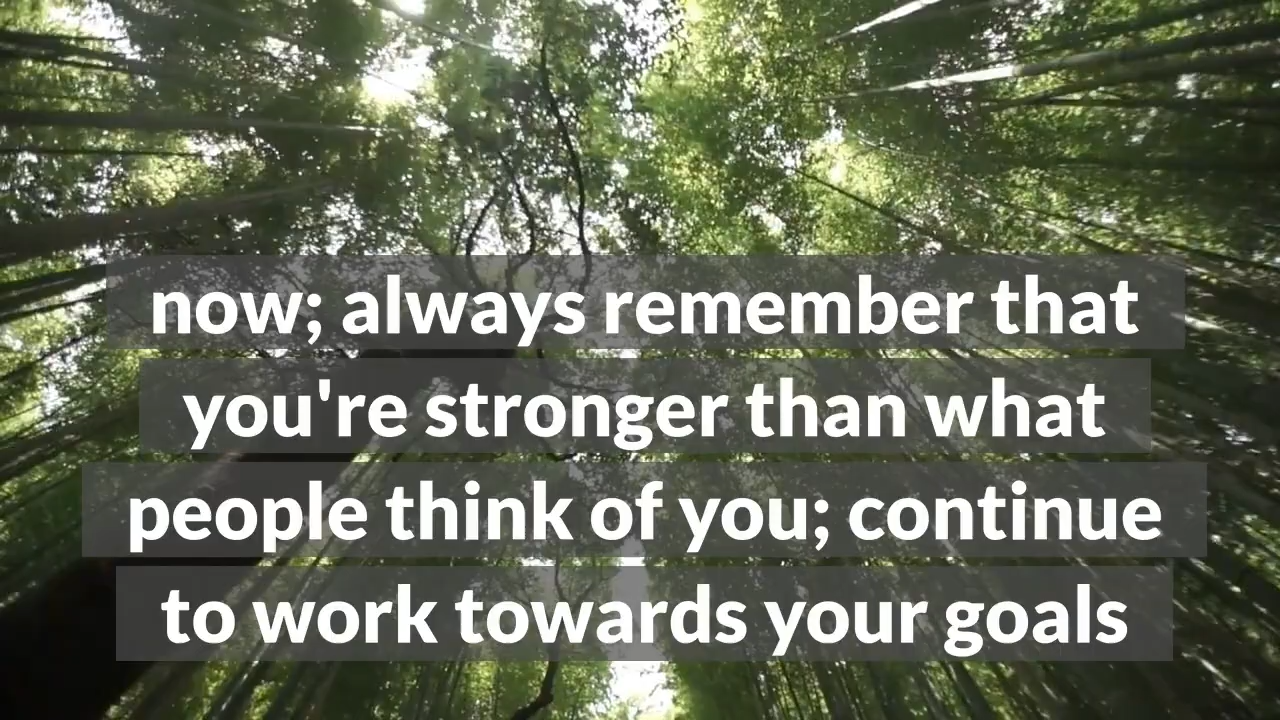 now; always remember that
you're stronger than what
people think of you; continue
to work towards your goals